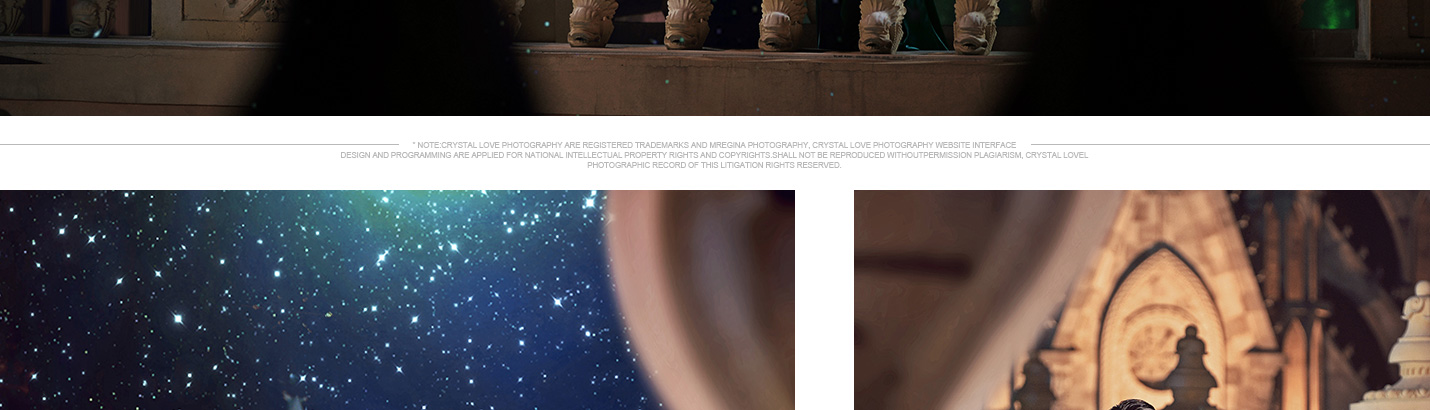 * NOTE:CRYSTAL LOVE PHOTOGRAPHY ARE REGISTERED TRADEMARKS AND MREGINA PHOTOGRAPHY, CRYSTAL LOVE PHOTOGRAPHY WEBSITE INTERFACE
DESIGN AND PROGRAMMING ARE APPLIED FOR NATIONAL INTELLECTUAL PROPERTY RIGHTS AND COPYRIGHTS SHALL NOT BE REPRODUCED WITHOUTPERMISSION PLAGIARISM, CRYSTAL LOVEL
PHOTOGRAPHIC RECORD OF THIS LITIGATION RIGHTS RESERVED.